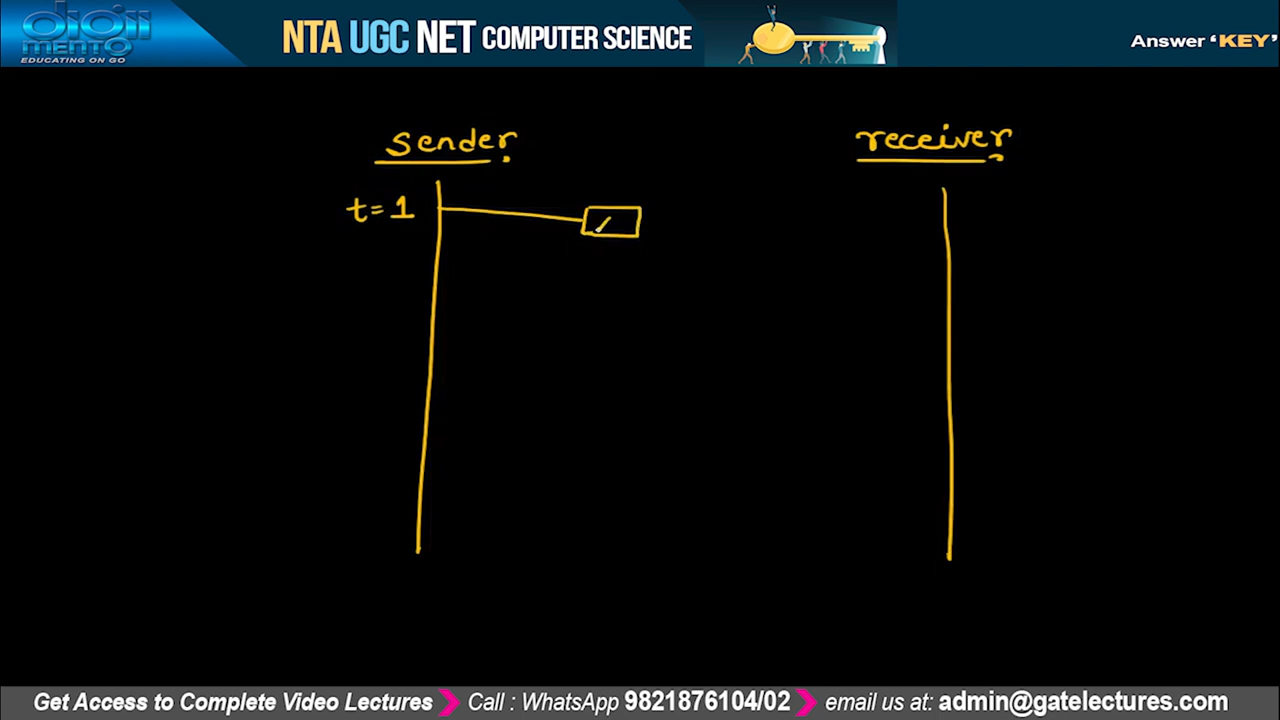 digii
MENTO
EDUCATING ON GO
NTA UGC NET COMPUTER SCIENCE
Answer ‘KEY’
sender
receiver
t=1
Get Access to Complete Video Lectures Call : WhatsApp 9821876104/02 email us at: admin@gatelectures.com